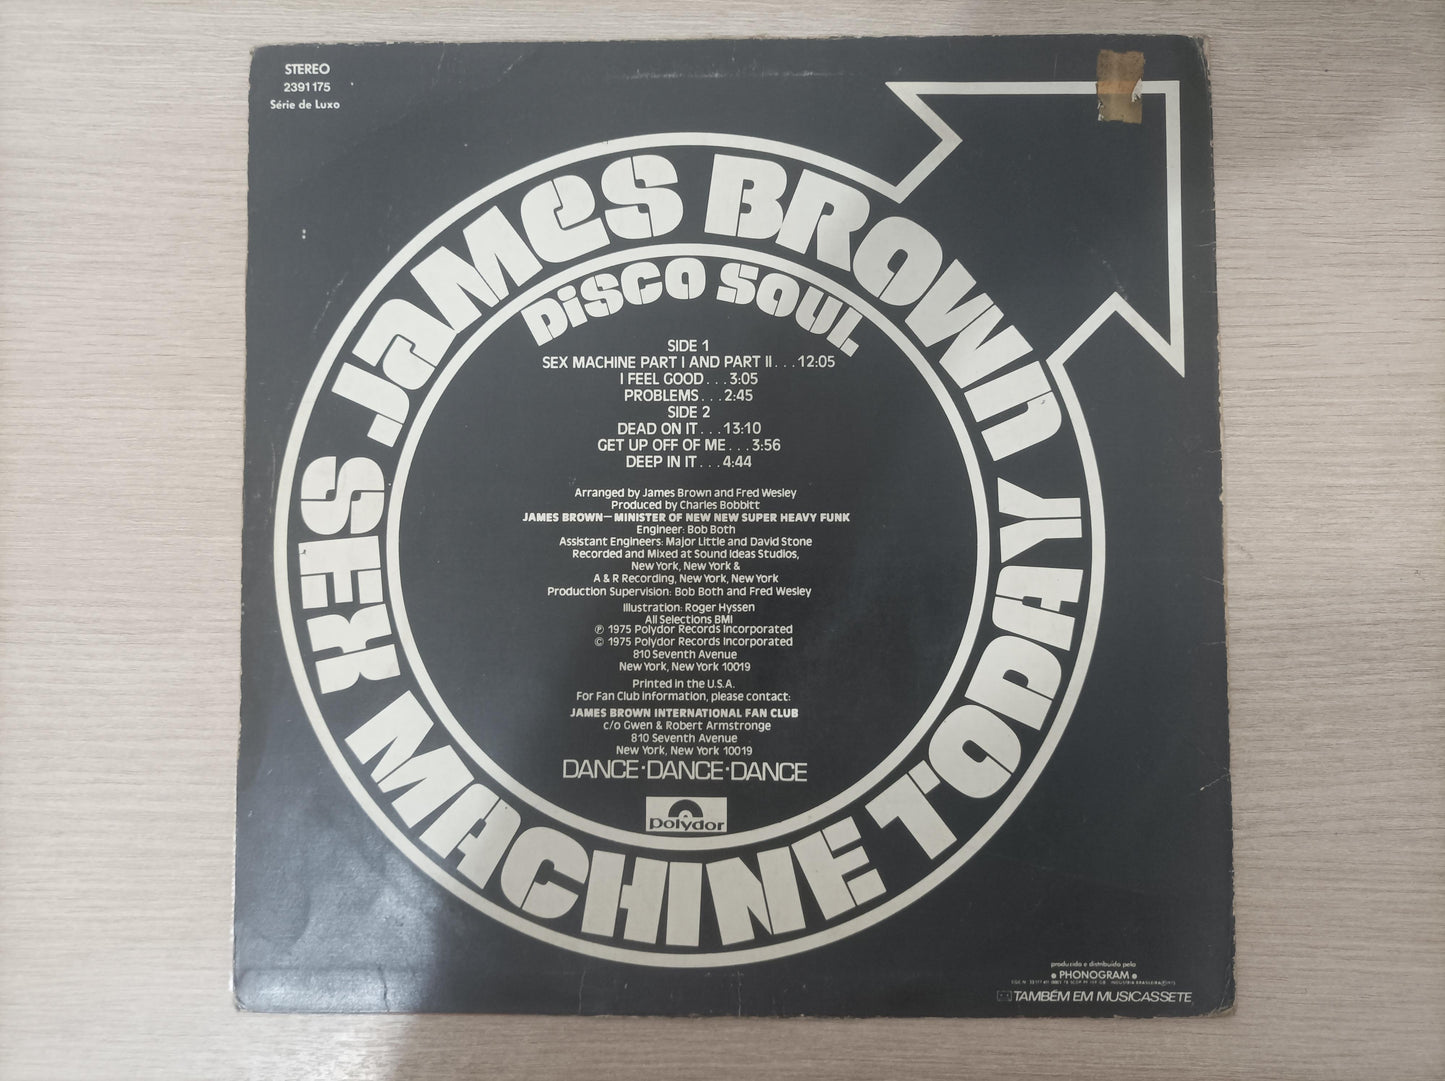 STEREO
2391 175
Série de Luxo
JAMES BROWN
SEX MACHINE TODAY
DISCO SOUL
SIDE 1
SEX MACHINE PART I AND PART II . . . 12:05
I FEEL GOOD . . . 3:05
PROBLEMS . . . 2:45
SIDE 2
DEAD ON IT . . . 13:10
GET UP OFF OF ME . . . 3:56
DEEP IN IT . . . 4:44
Arranged by James Brown and Fred Wesley
Produced by Charles Bobbitt
JAMES BROWN—MINISTER OF NEW NEW SUPER HEAVY FUNK
Engineer: Bob Both
Assistant Engineers: Major Little and David Stone
Recorded and Mixed at Sound Ideas Studios,
New York, New York &
A & R Recording, New York, New York
Production Supervision: Bob Both and Fred Wesley
Illustration: Roger Hyssen
All Selections BMI
℗ 1975 Polydor Records Incorporated
© 1975 Polydor Records Incorporated
810 Seventh Avenue
New York, New York 10019
Printed in the U.S.A.
For Fan Club information, please contact:
JAMES BROWN INTERNATIONAL FAN CLUB
c/o Gwen & Robert Armstronge
810 Seventh Avenue
New York, New York 10019
DANCE·DANCE·DANCE
polydor
produzido e distribuido pela
• PHONOGRAM •
INDÚSTRIA BRASILEIRA
TAMBÉM EM MUSICASSETE